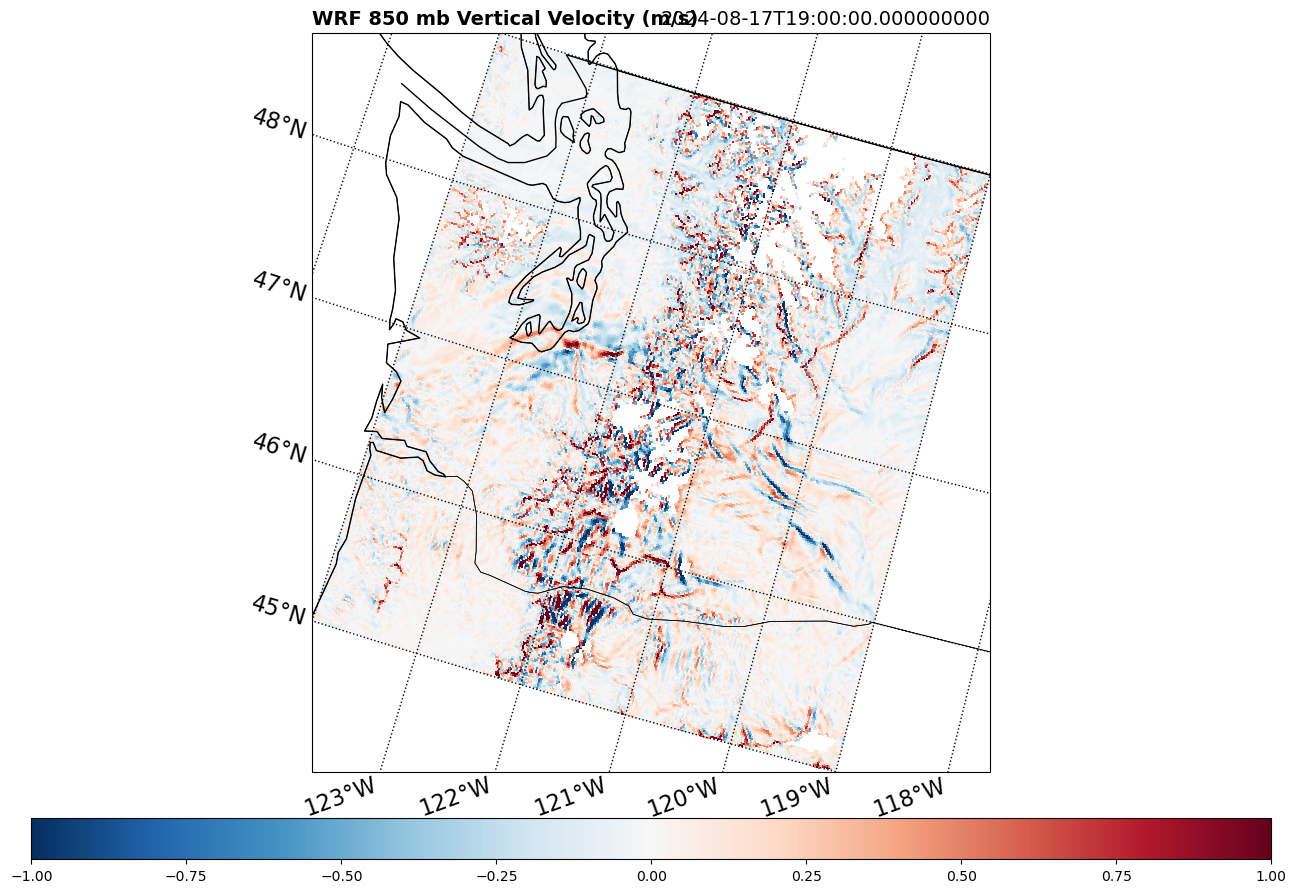 WRF 850 mb Vertical Velocity (m/s)
2024-08-17T19:00:00.000000000
48°N
47°N
46°N
45°N
123°W 122°W 121°W 120°W 119°W 118°W
−1.00 −0.75 −0.50 −0.25 0.00 0.25 0.50 0.75 1.00